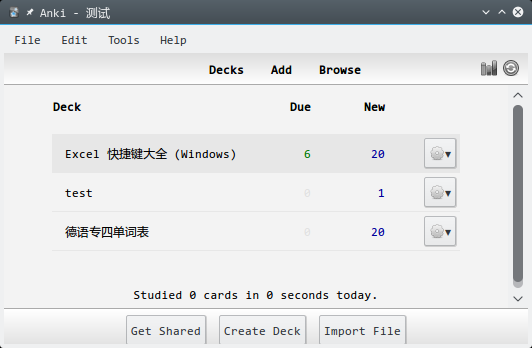 Anki - 测试
File Edit Tools Help
Decks Add Browse
Deck Due New
Excel 快捷键大全 (Windows) 6 20
test 0 1
德语专四单词表 0 20
Studied 0 cards in 0 seconds today.
Get Shared Create Deck Import File